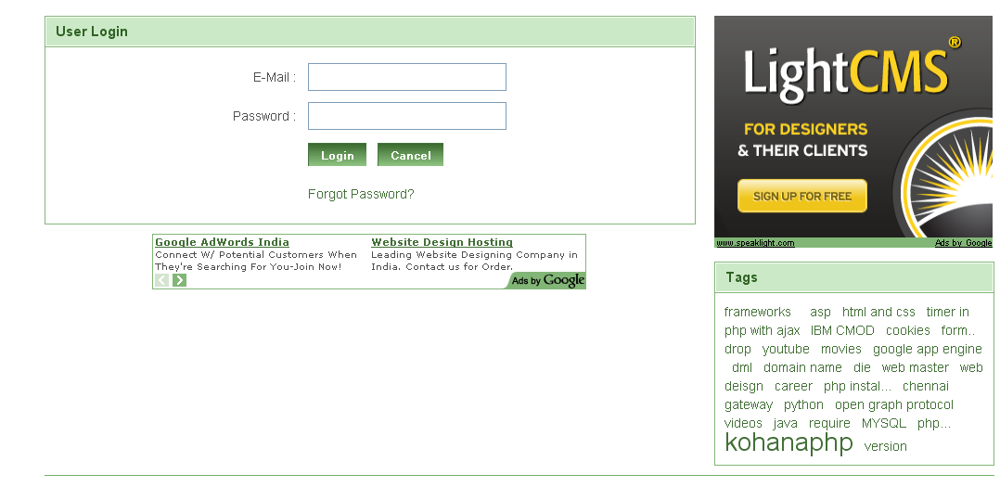 User Login
E-Mail :
Password :
Login Cancel
Forgot Password?
Google AdWords India
Connect W/ Potential Customers When
They're Searching For You-Join Now!
Website Design Hosting
Leading Website Designing Company in
India. Contact us for Order.
Ads by Google
LightCMS®
FOR DESIGNERS
& THEIR CLIENTS
SIGN UP FOR FREE
www.speaklight.com Ads by Google
Tags
frameworks asp html and css timer in
php with ajax IBM CMOD cookies form..
drop youtube movies google app engine
dml domain name die web master web
deisgn career php instal... chennai
gateway python open graph protocol
videos java require MYSQL php...
kohanaphp version